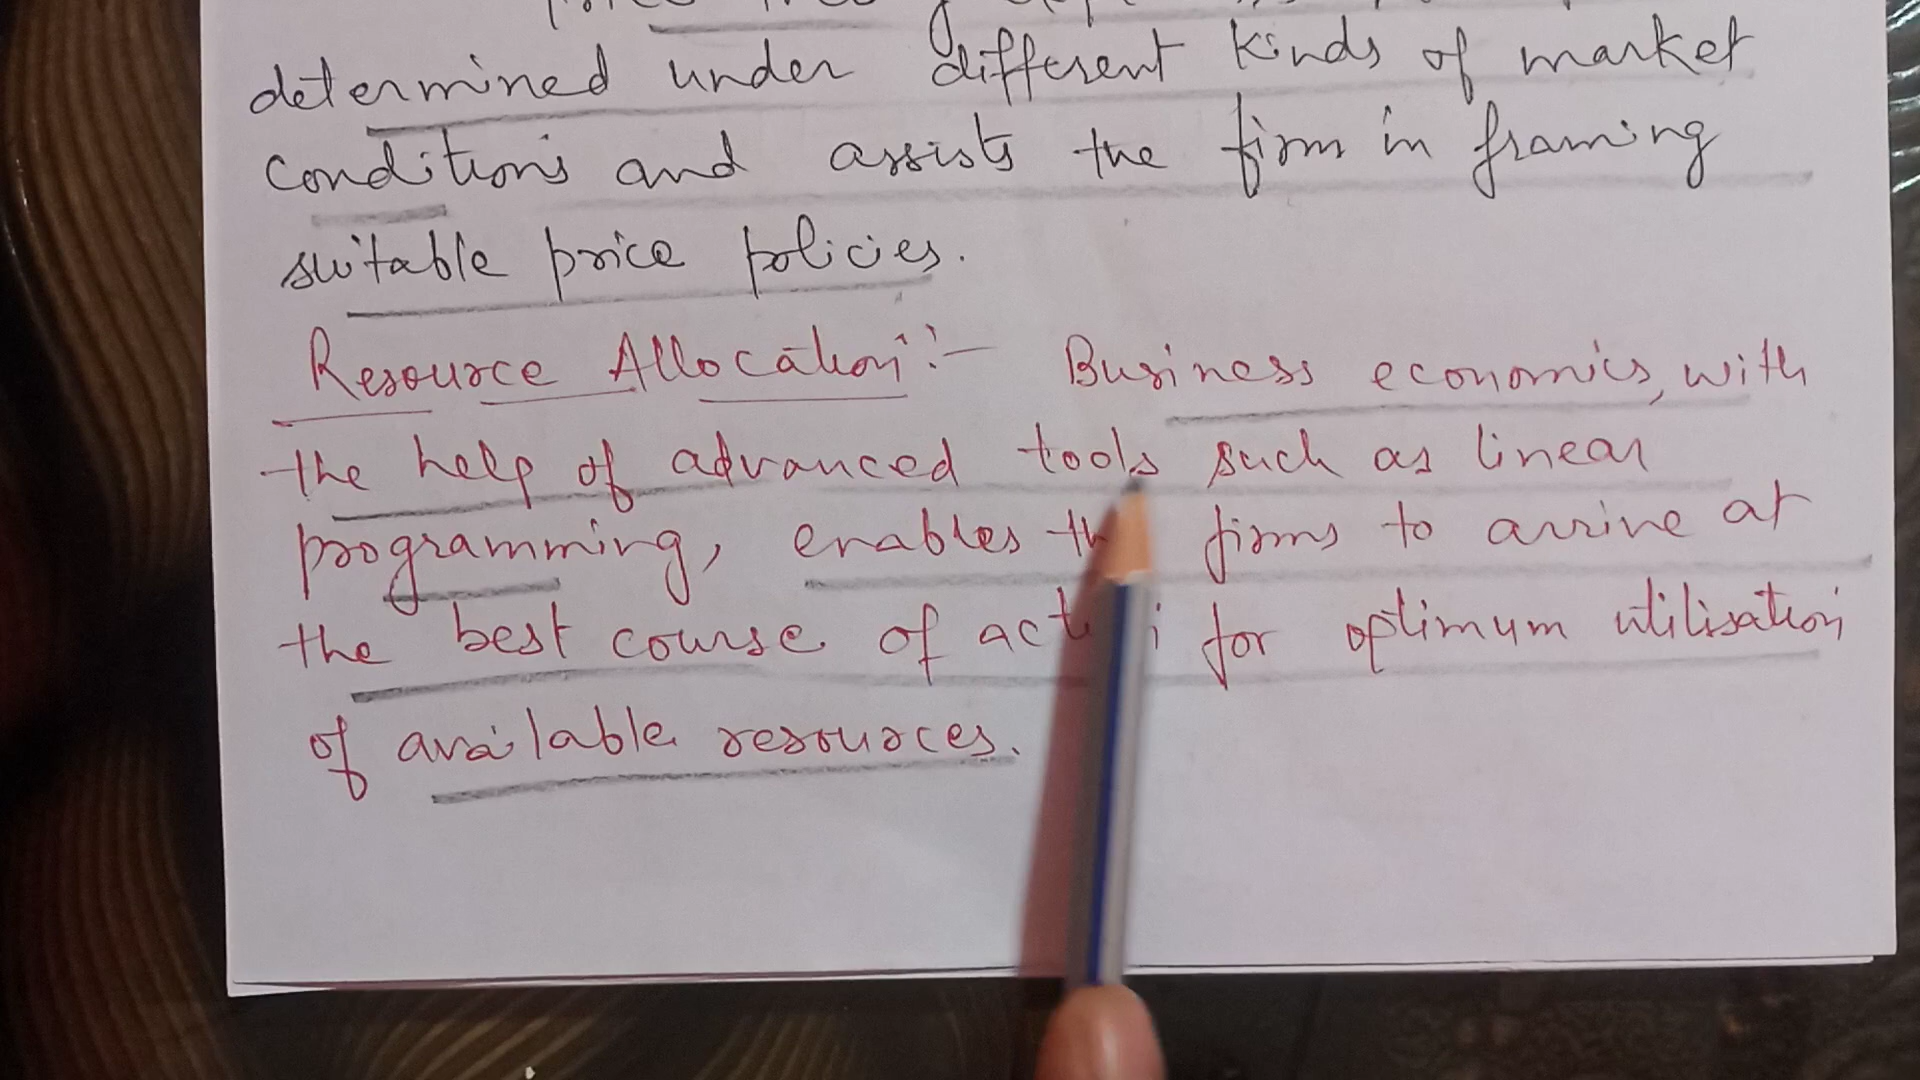 determined under different kinds of market
conditions and assists the firm in framing
suitable price policies.
Resource Allocation:- Business economics, with
the help of advanced tools such as linear
programming, enables the firms to arrive at
the best course of for optimum utilisation
of available resources.